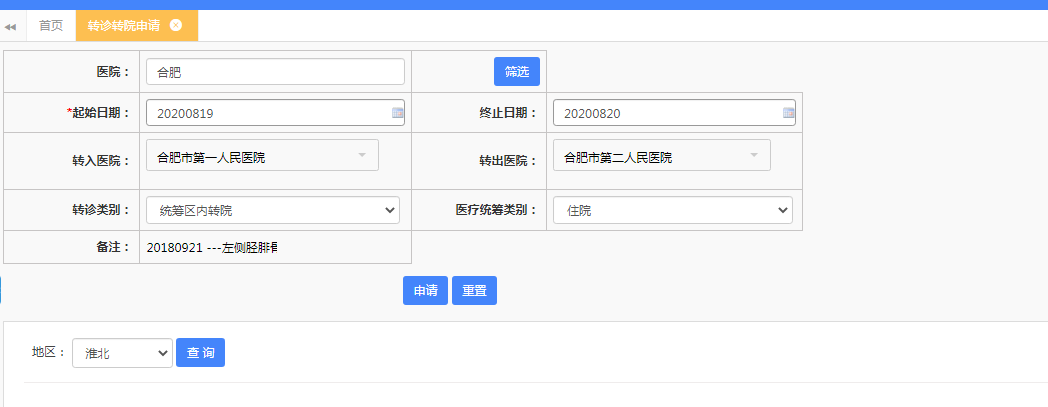 首页 转诊转院申请
医院： 合肥 筛选
*起始日期： 20200819 终止日期： 20200820
转入医院： 合肥市第一人民医院 转出医院： 合肥市第二人民医院
转诊类别： 统筹区内转院 医疗统筹类别： 住院
备注： 20180921 ---左侧胫腓
申请 重置
地区： 淮北 查 询